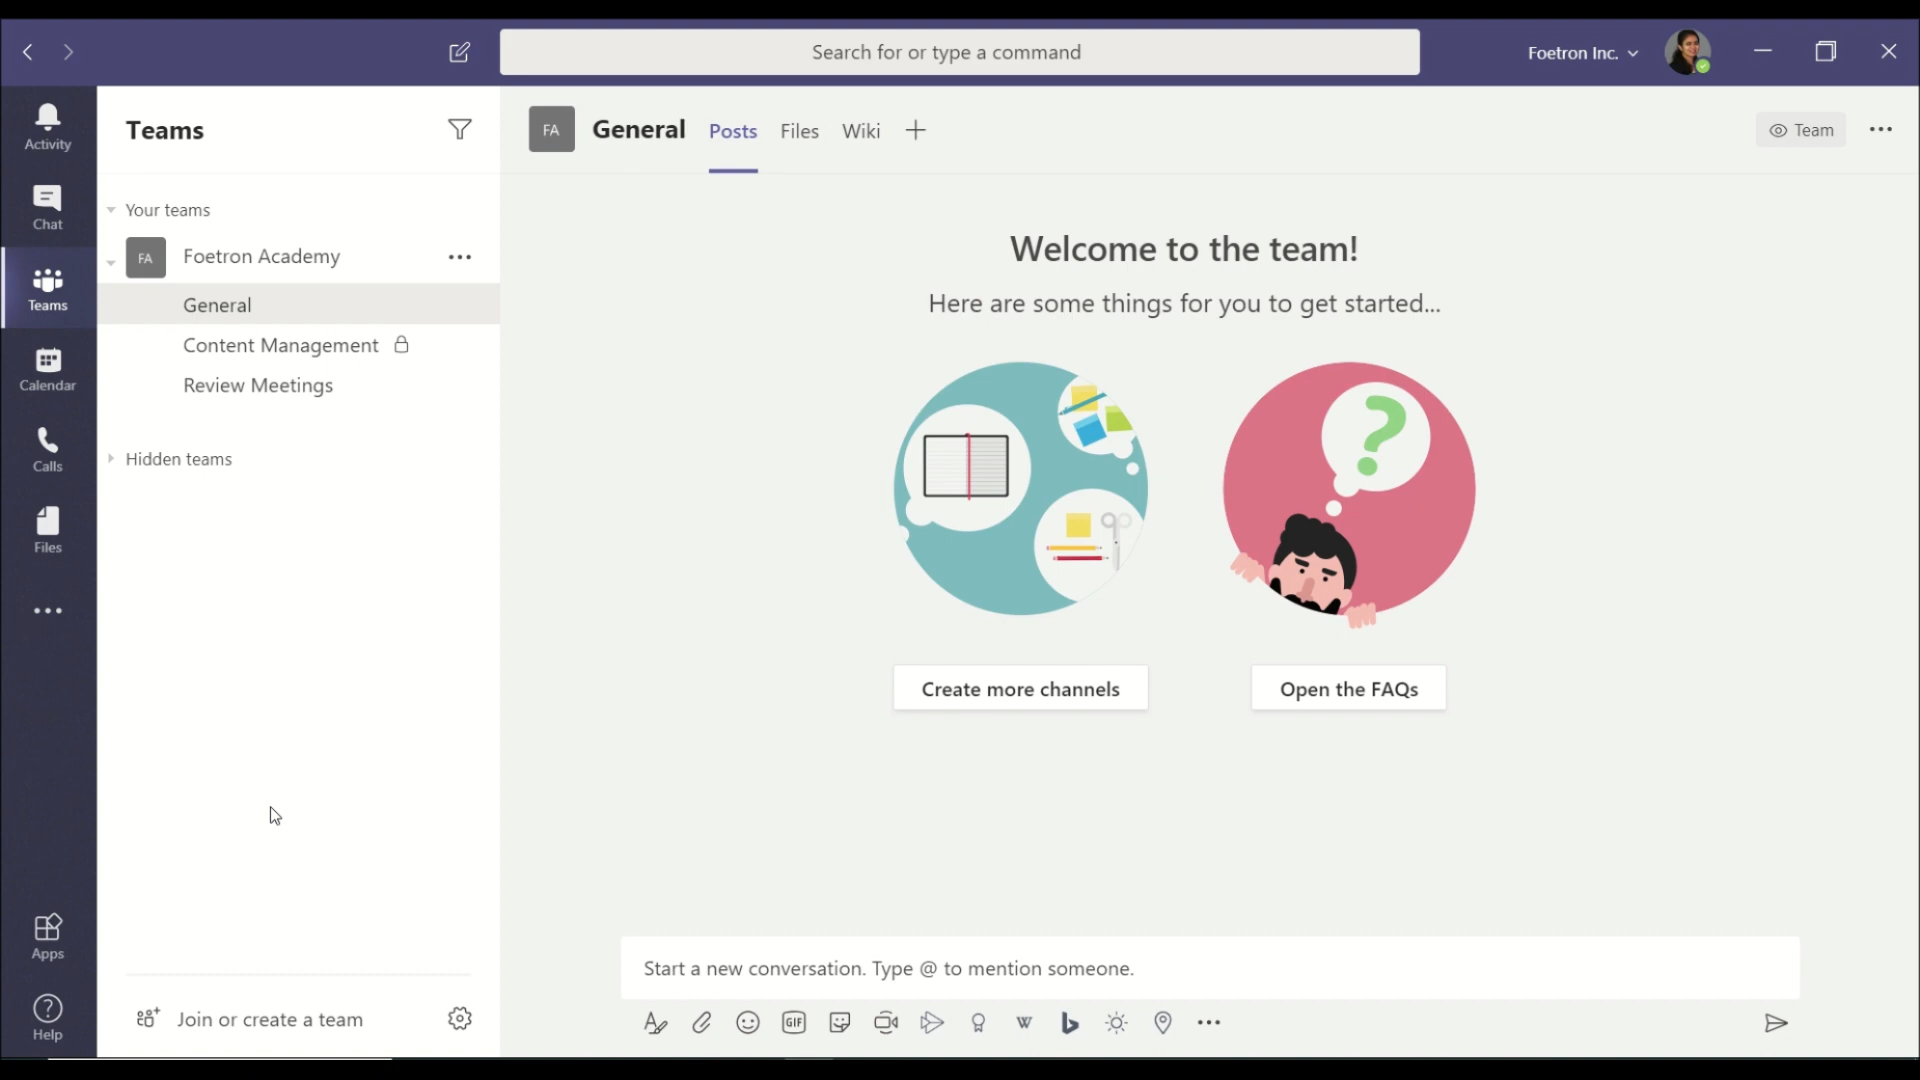 Search for or type a command
Foetron Inc.
Activity
Chat
Teams
Calendar
Calls
Files
Apps
Help
Teams
Your teams
FA
Foetron Academy
General
Content Management
Review Meetings
Hidden teams
Join or create a team
FA
General
Posts
Files
Wiki
Team
Welcome to the team!
Here are some things for you to get started...
?
Create more channels
Open the FAQs
Start a new conversation. Type @ to mention someone.
GIF
W